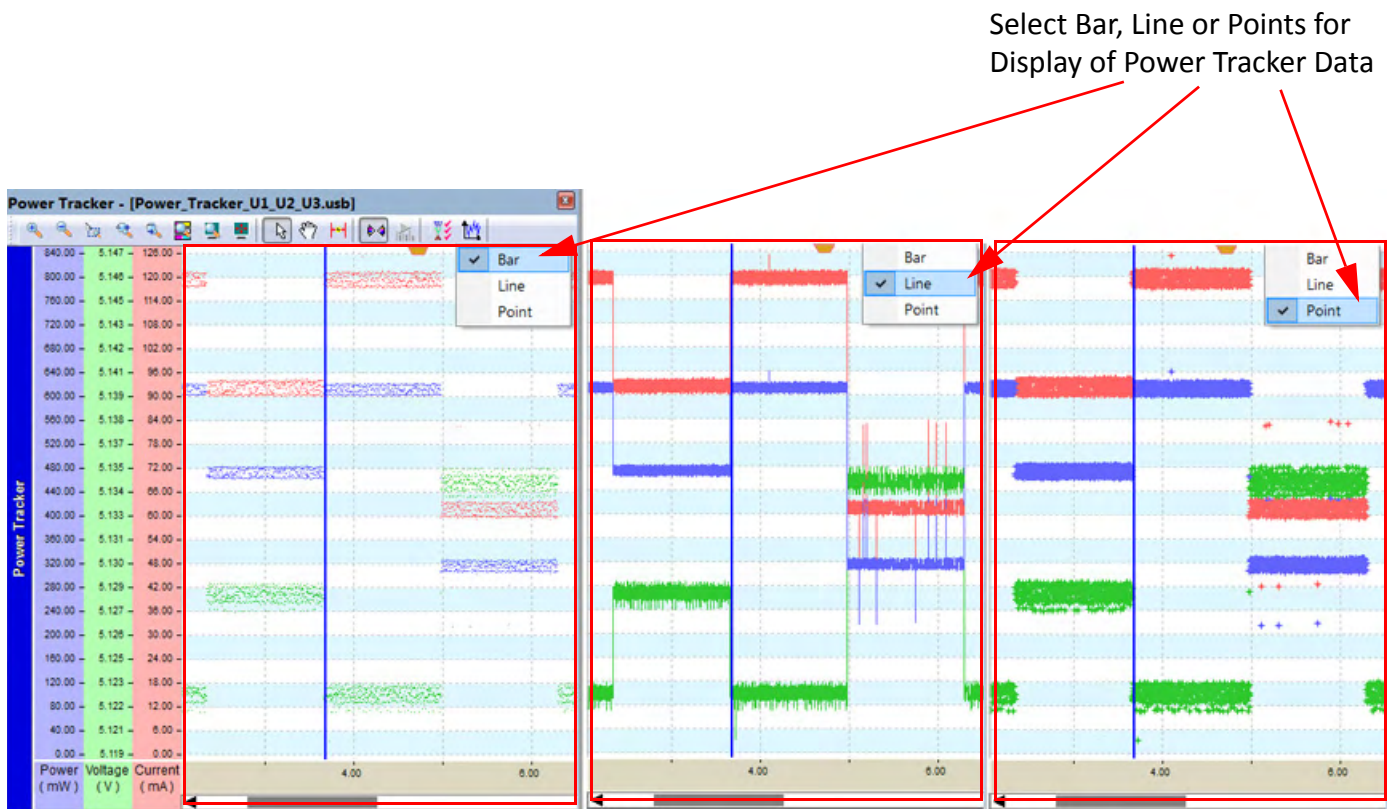 Select Bar, Line or Points for
Display of Power Tracker Data
Power Tracker - [Power_Tracker_U1_U2_U3.usb]
Bar
Line
Point
Bar
Line
Point
Bar
Line
Point
840.00 5.147 126.00
800.00 5.146 120.00
760.00 5.145 114.00
720.00 5.143 108.00
680.00 5.142 102.00
640.00 5.141 96.00
600.00 5.139 90.00
560.00 5.138 84.00
520.00 5.137 78.00
480.00 5.135 72.00
440.00 5.134 66.00
400.00 5.133 60.00
360.00 5.131 54.00
320.00 5.130 48.00
280.00 5.129 42.00
240.00 5.127 36.00
200.00 5.126 30.00
160.00 5.125 24.00
120.00 5.123 18.00
80.00 5.122 12.00
40.00 5.121 6.00
0.00 5.119 0.00
Power Tracker
Power Voltage Current
(mW) (V) (mA)
4.00 6.00
4.00 6.00
4.00 6.00